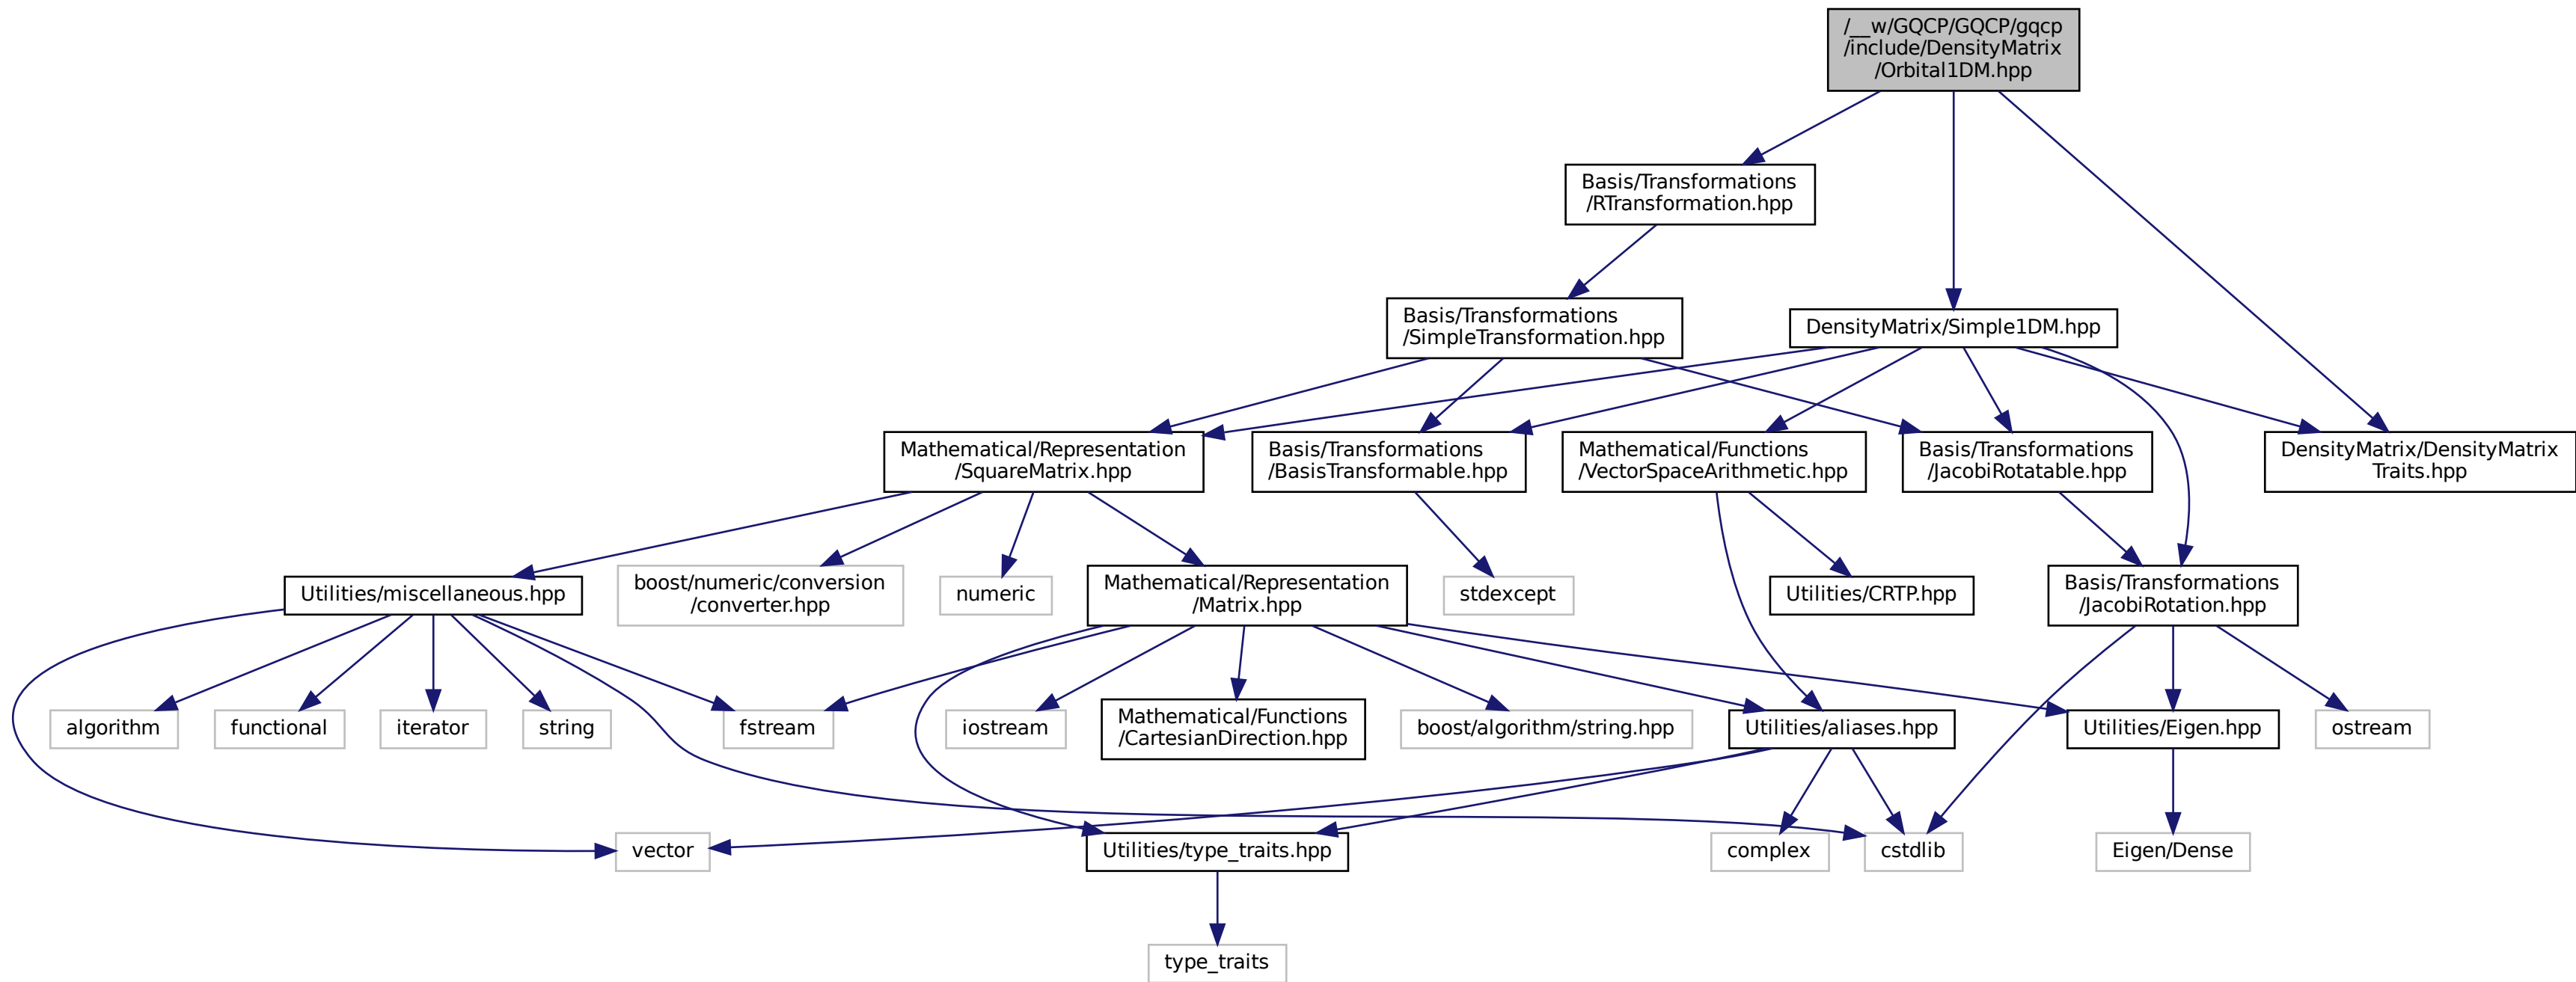 /__w/GQCP/GQCP/gqcp
/include/DensityMatrix
/Orbital1DM.hpp
Basis/Transformations
/RTransformation.hpp
Basis/Transformations
/SimpleTransformation.hpp
DensityMatrix/Simple1DM.hpp
Mathematical/Representation
/SquareMatrix.hpp
Basis/Transformations
/BasisTransformable.hpp
Mathematical/Functions
/VectorSpaceArithmetic.hpp
Basis/Transformations
/JacobiRotatable.hpp
DensityMatrix/DensityMatrix
Traits.hpp
Utilities/miscellaneous.hpp
boost/numeric/conversion
/converter.hpp
numeric
Mathematical/Representation
/Matrix.hpp
stdexcept
Utilities/CRTP.hpp
Basis/Transformations
/JacobiRotation.hpp
algorithm
functional
iterator
string
fstream
iostream
Mathematical/Functions
/CartesianDirection.hpp
boost/algorithm/string.hpp
Utilities/aliases.hpp
Utilities/Eigen.hpp
ostream
vector
Utilities/type_traits.hpp
complex
cstdlib
Eigen/Dense
type_traits